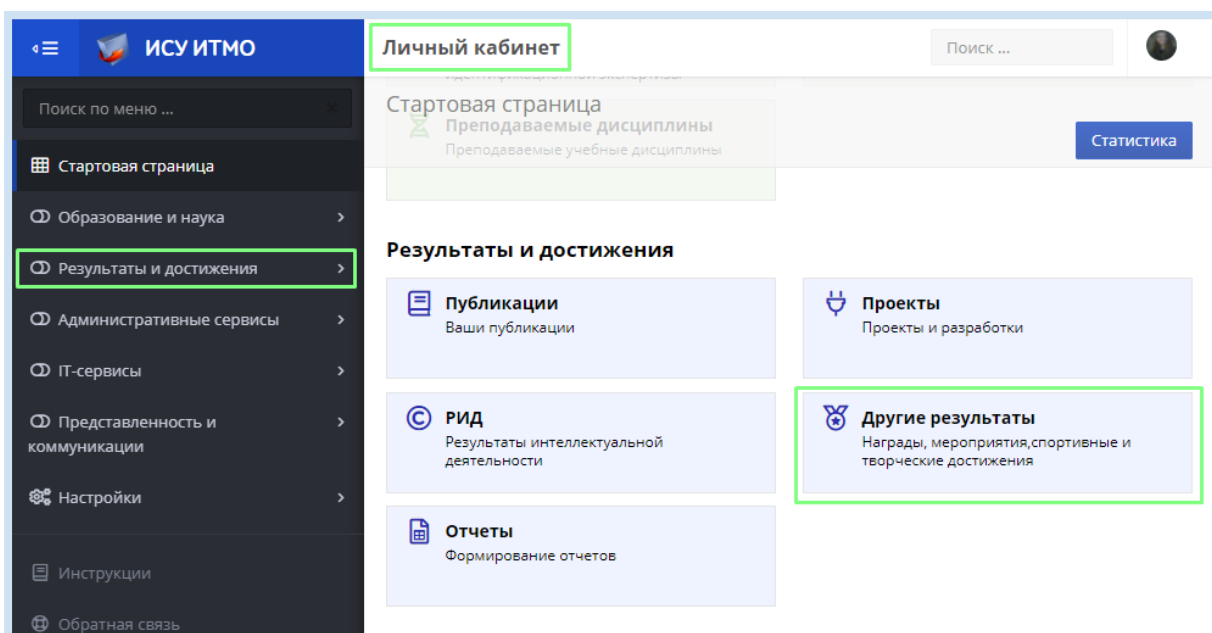 ИСУ ИТМО
Личный кабинет
Поиск ...
Поиск по меню ...
Стартовая страница
Образование и наука
Результаты и достижения
Административные сервисы
IT-сервисы
Представленность и
коммуникации
Настройки
Инструкции
Обратная связь
идентификационной экспертизы
Стартовая страница
Преподаваемые дисциплины
Преподаваемые учебные дисциплины
Статистика
Результаты и достижения
Публикации
Ваши публикации
Проекты
Проекты и разработки
РИД
Результаты интеллектуальной
деятельности
Другие результаты
Награды, мероприятия,спортивные и
творческие достижения
Отчеты
Формирование отчетов